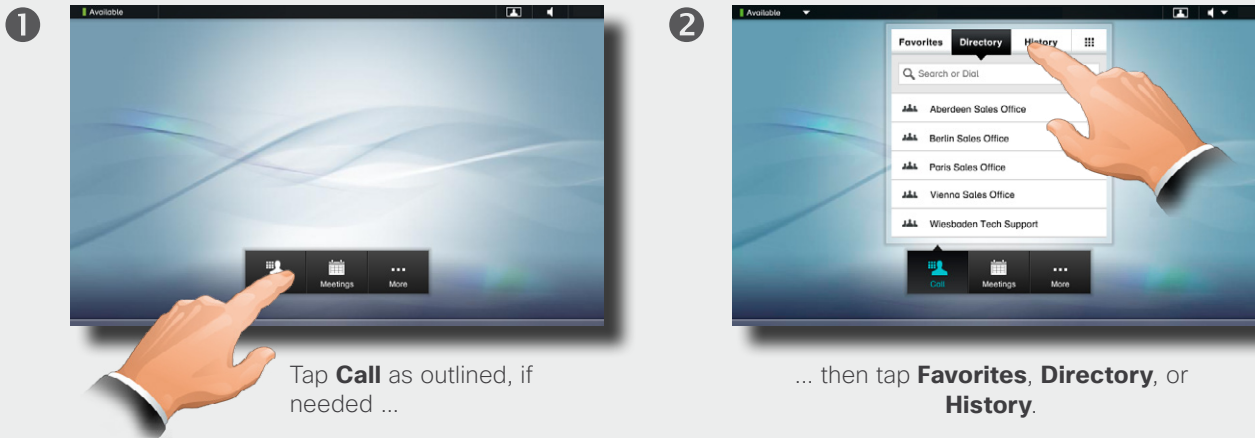 1
Available
Meetings
More
Tap Call as outlined, if
needed ...
2
Available
Favorites Directory History
Search or Dial
Aberdeen Sales Office
Berlin Sales Office
Paris Sales Office
Vienna Sales Office
Wiesbaden Tech Support
Call Meetings More
... then tap Favorites, Directory, or
History.